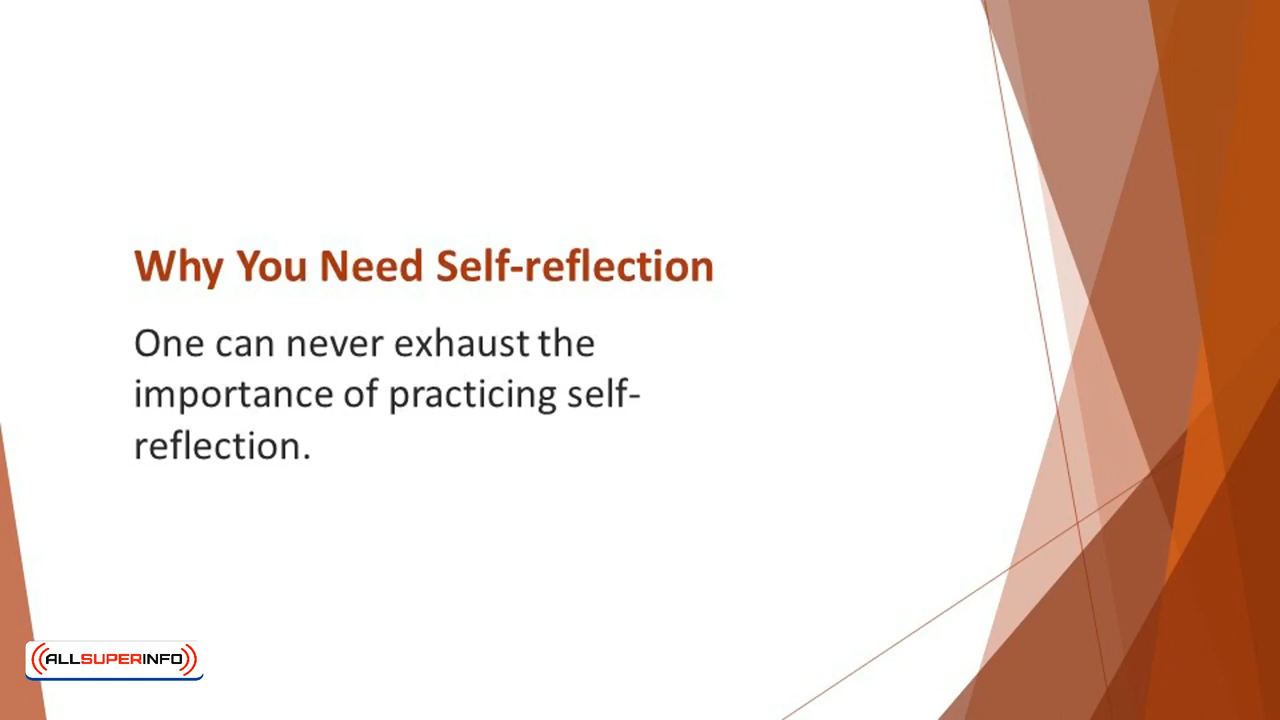 Why You Need Self-reflection
One can never exhaust the
importance of practicing self-
reflection.
ALLSUPERINFO